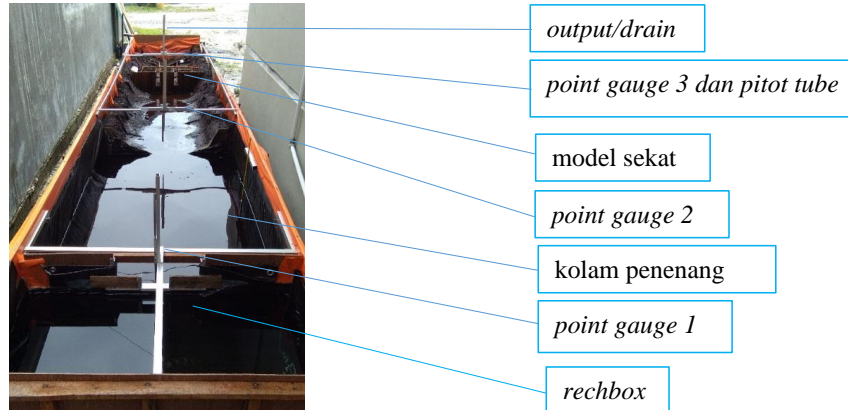 output/drain
point gauge 3 dan pitot tube
model sekat
point gauge 2
kolam penenang
point gauge 1
rechbox